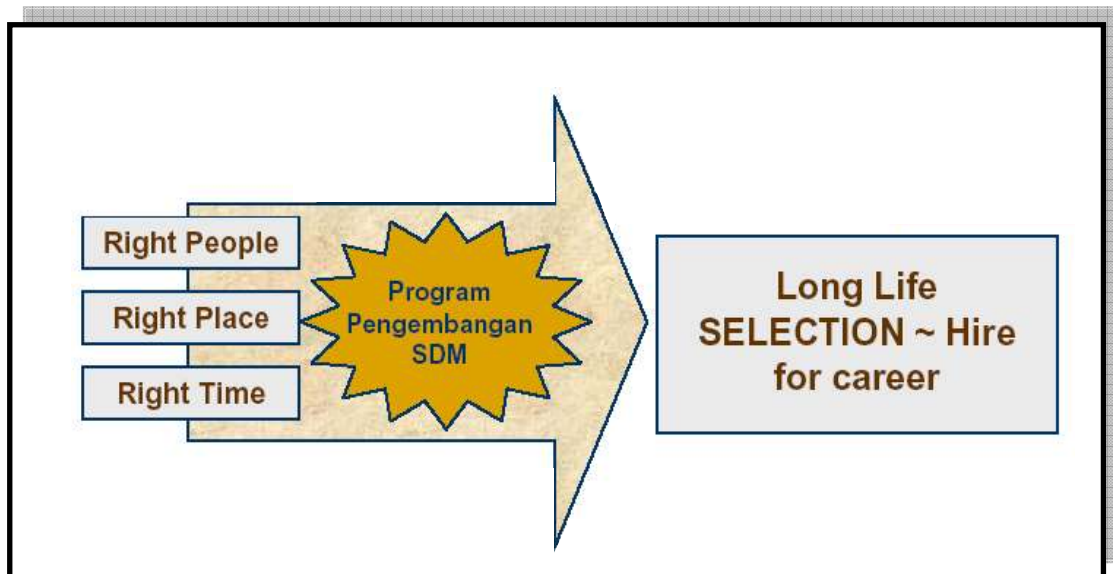 Right People
Right Place
Right Time
Program
Pengembangan
SDM
Long Life
SELECTION ~ Hire
for career